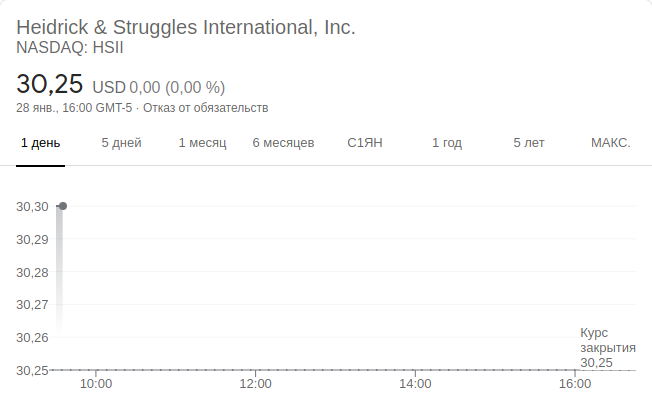 Heidrick & Struggles International, Inc.
NASDAQ: HSII
30,25 USD 0,00 (0,00 %)
28 янв., 16:00 GMT-5 · Отказ от обязательств
1 день 5 дней 1 месяц 6 месяцев С1ЯН 1 год 5 лет МАКС.
30,30
30,29
30,28
30,27
30,26
Курс
закрытия
30,25
30,25
10:00 12:00 14:00 16:00